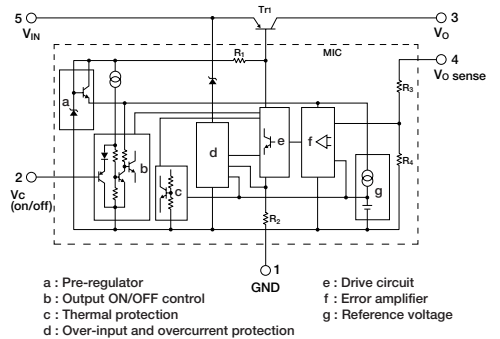 5
VIN
Tr1
3
VO
R1
MIC
4
VO sense
R3
a
b
c
d
e
f
R4
g
2
VC
(on/off)
R2
1
GND
a : Pre-regulator
b : Output ON/OFF control
c : Thermal protection
d : Over-input and overcurrent protection
e : Drive circuit
f : Error amplifier
g : Reference voltage